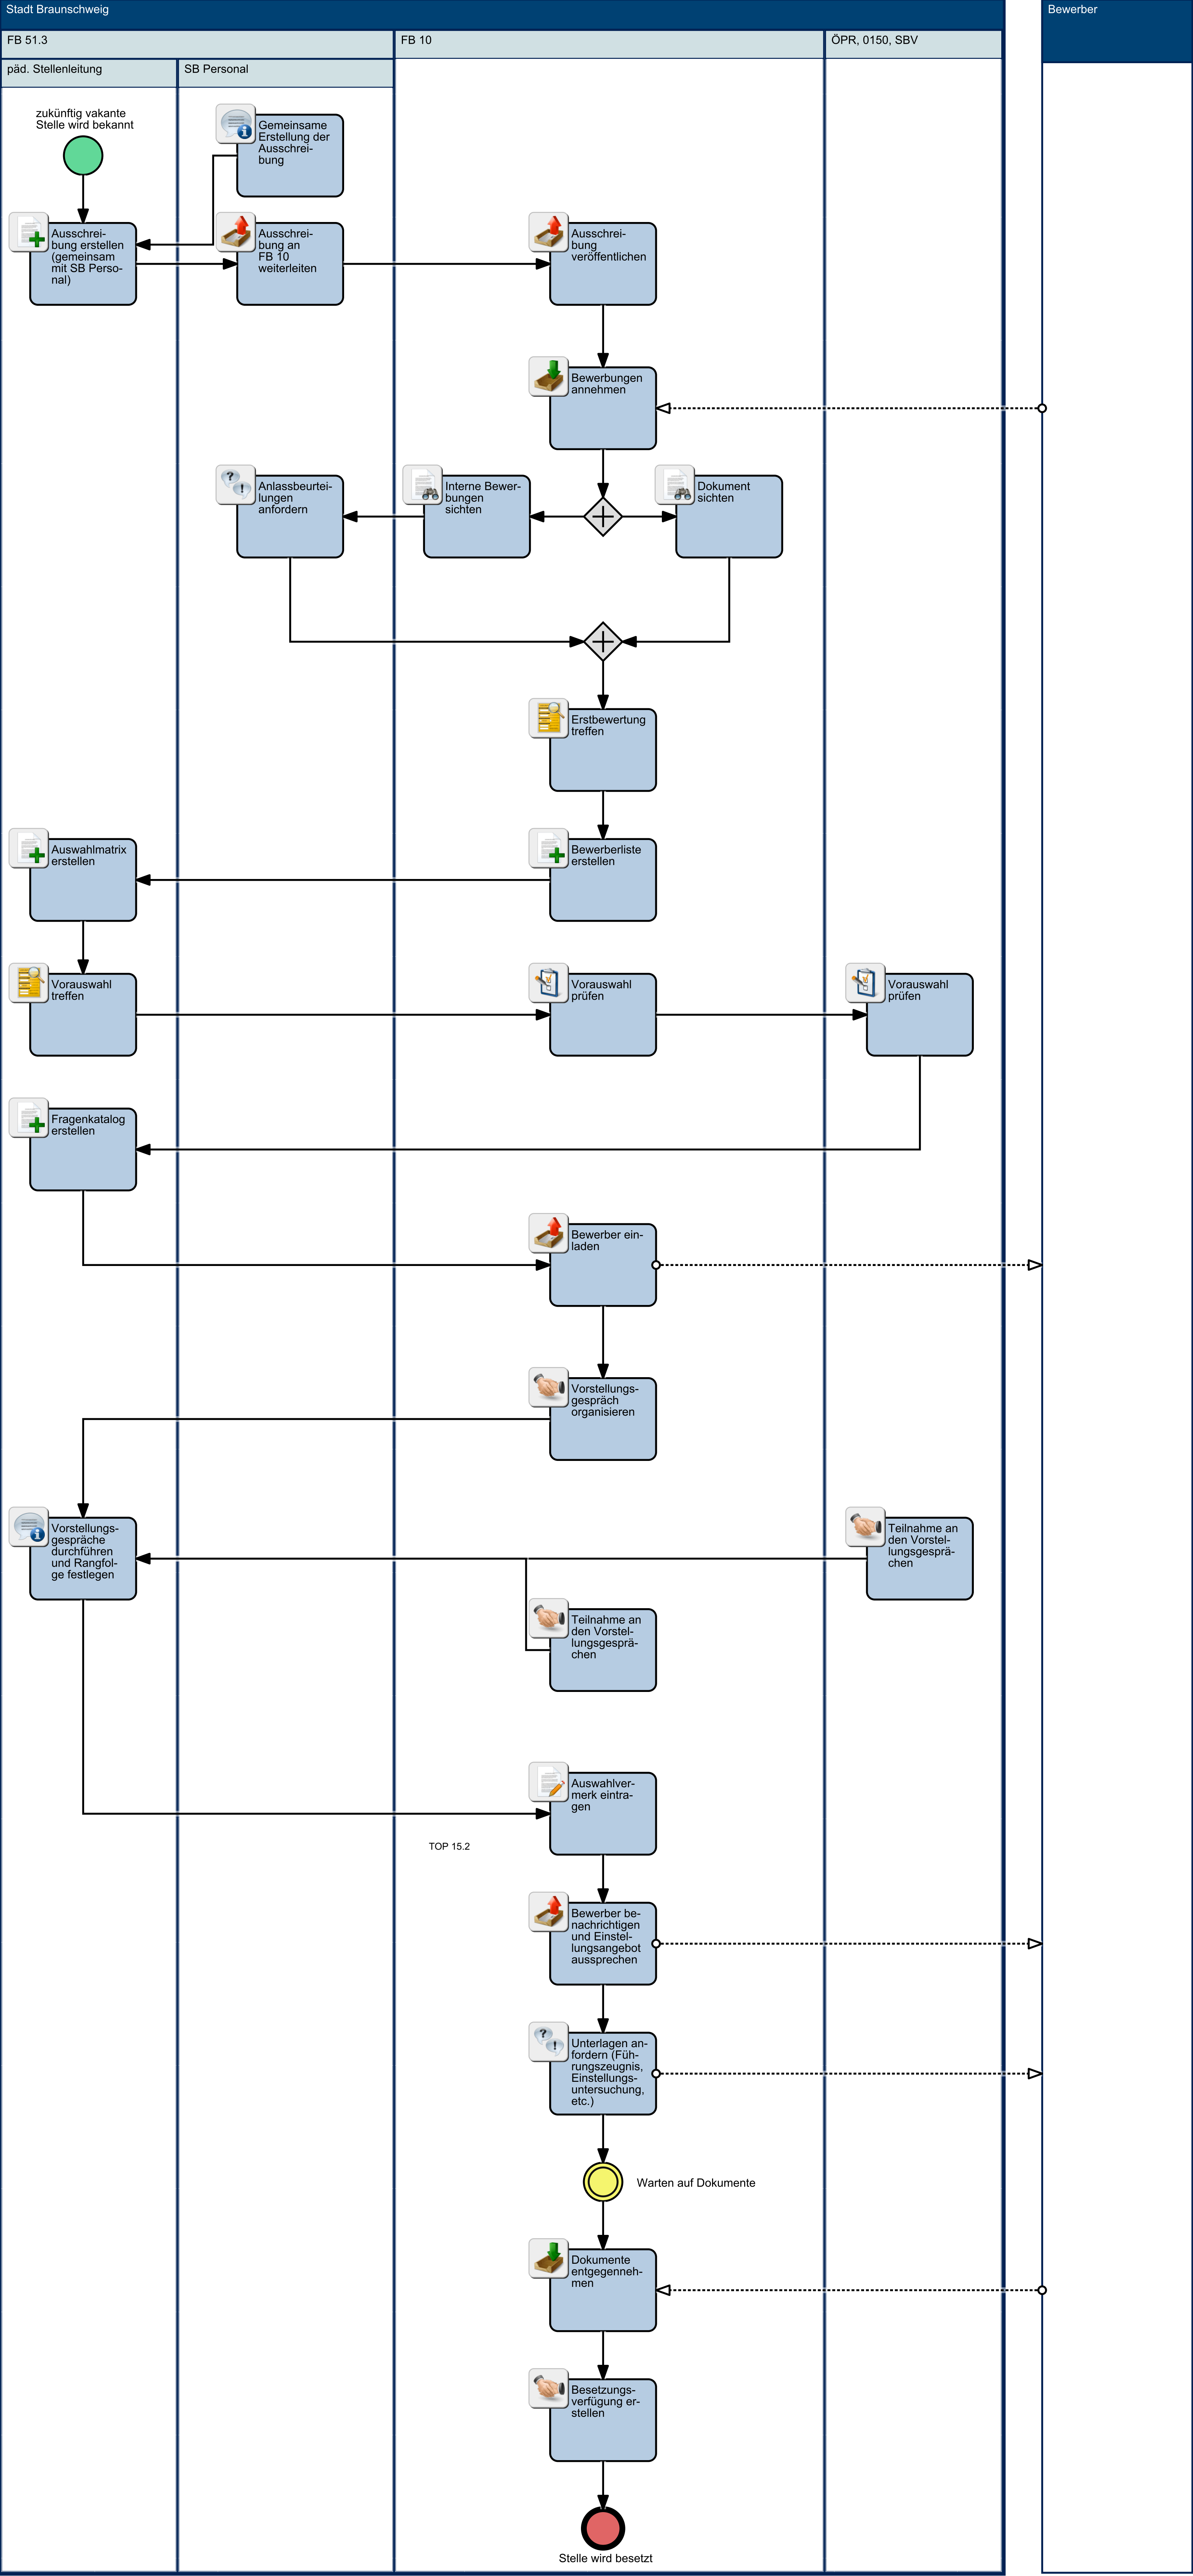 Stadt Braunschweig
Bewerber
FB 51.3
FB 10
ÖPR, 0150, SBV
päd. Stellenleitung
SB Personal
zukünftig vakante
Stelle wird bekannt
Gemeinsame
Erstellung der
Ausschrei-
bung
Ausschrei-
bung erstellen
(gemeinsam
mit SB Perso-
nal)
Ausschrei-
bung an
FB 10
weiterleiten
Ausschrei-
bung
veröffentlichen
Bewerbungen
annehmen
Anlassbeurtei-
lungen
anfordern
Interne Bewer-
bungen
sichten
Dokument
sichten
Erstbewertung
treffen
Auswahlmatrix
erstellen
Bewerberliste
erstellen
Vorauswahl
treffen
Vorauswahl
prüfen
Vorauswahl
prüfen
Fragenkatalog
erstellen
Bewerber ein-
laden
Vorstellungs-
gespräch
organisieren
Vorstellungs-
gespräche
durchführen
und Rangfol-
ge festlegen
Teilnahme an
den Vorstel-
lungsgesprä-
chen
Teilnahme an
den Vorstel-
lungsgesprä-
chen
Auswahlver-
merk eintra-
gen
TOP 15.2
Bewerber be-
nachrichtigen
und Einstel-
lungsangebot
aussprechen
Unterlagen an-
fordern (Füh-
rungszeugnis,
Einstellungs-
untersuchung,
etc.)
Warten auf Dokumente
Dokumente
entgegenneh-
men
Besetzungs-
verfügung er-
stellen
Stelle wird besetzt